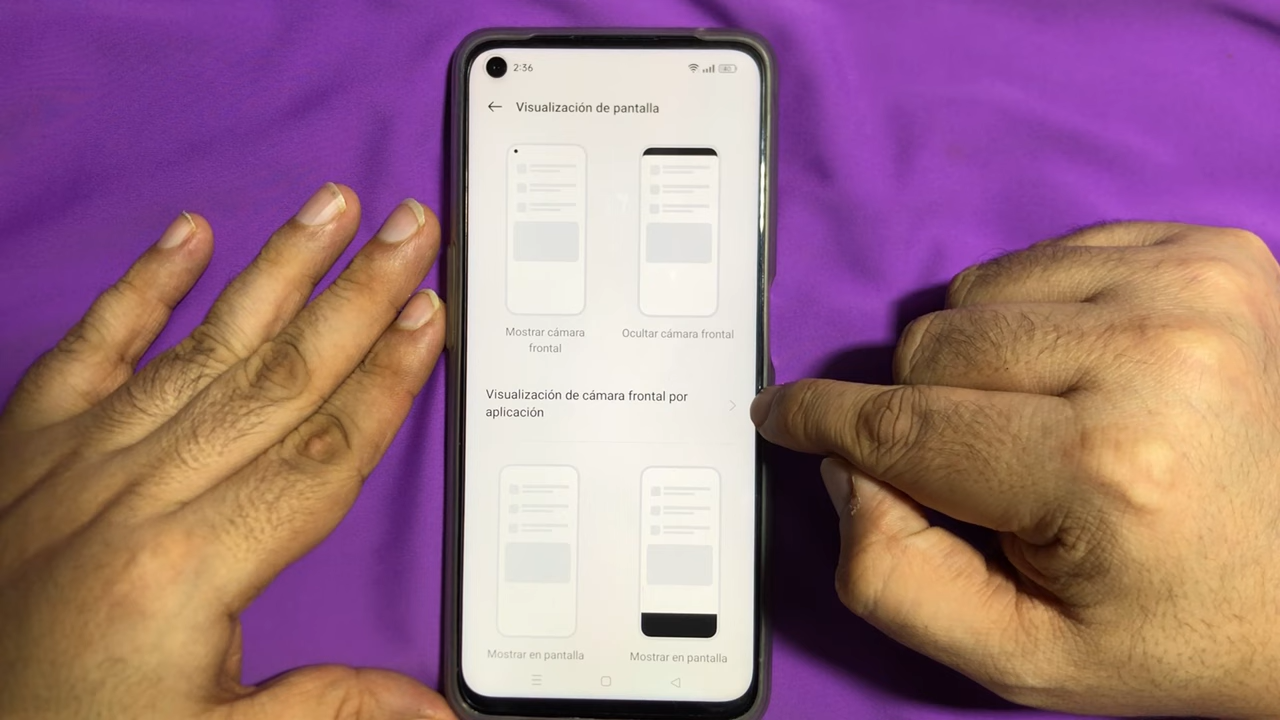 2:36
Visualización de pantalla
Mostrar cámara
frontal
Ocultar cámara frontal
Visualización de cámara frontal por
aplicación
Mostrar en pantalla
Mostrar en pantalla